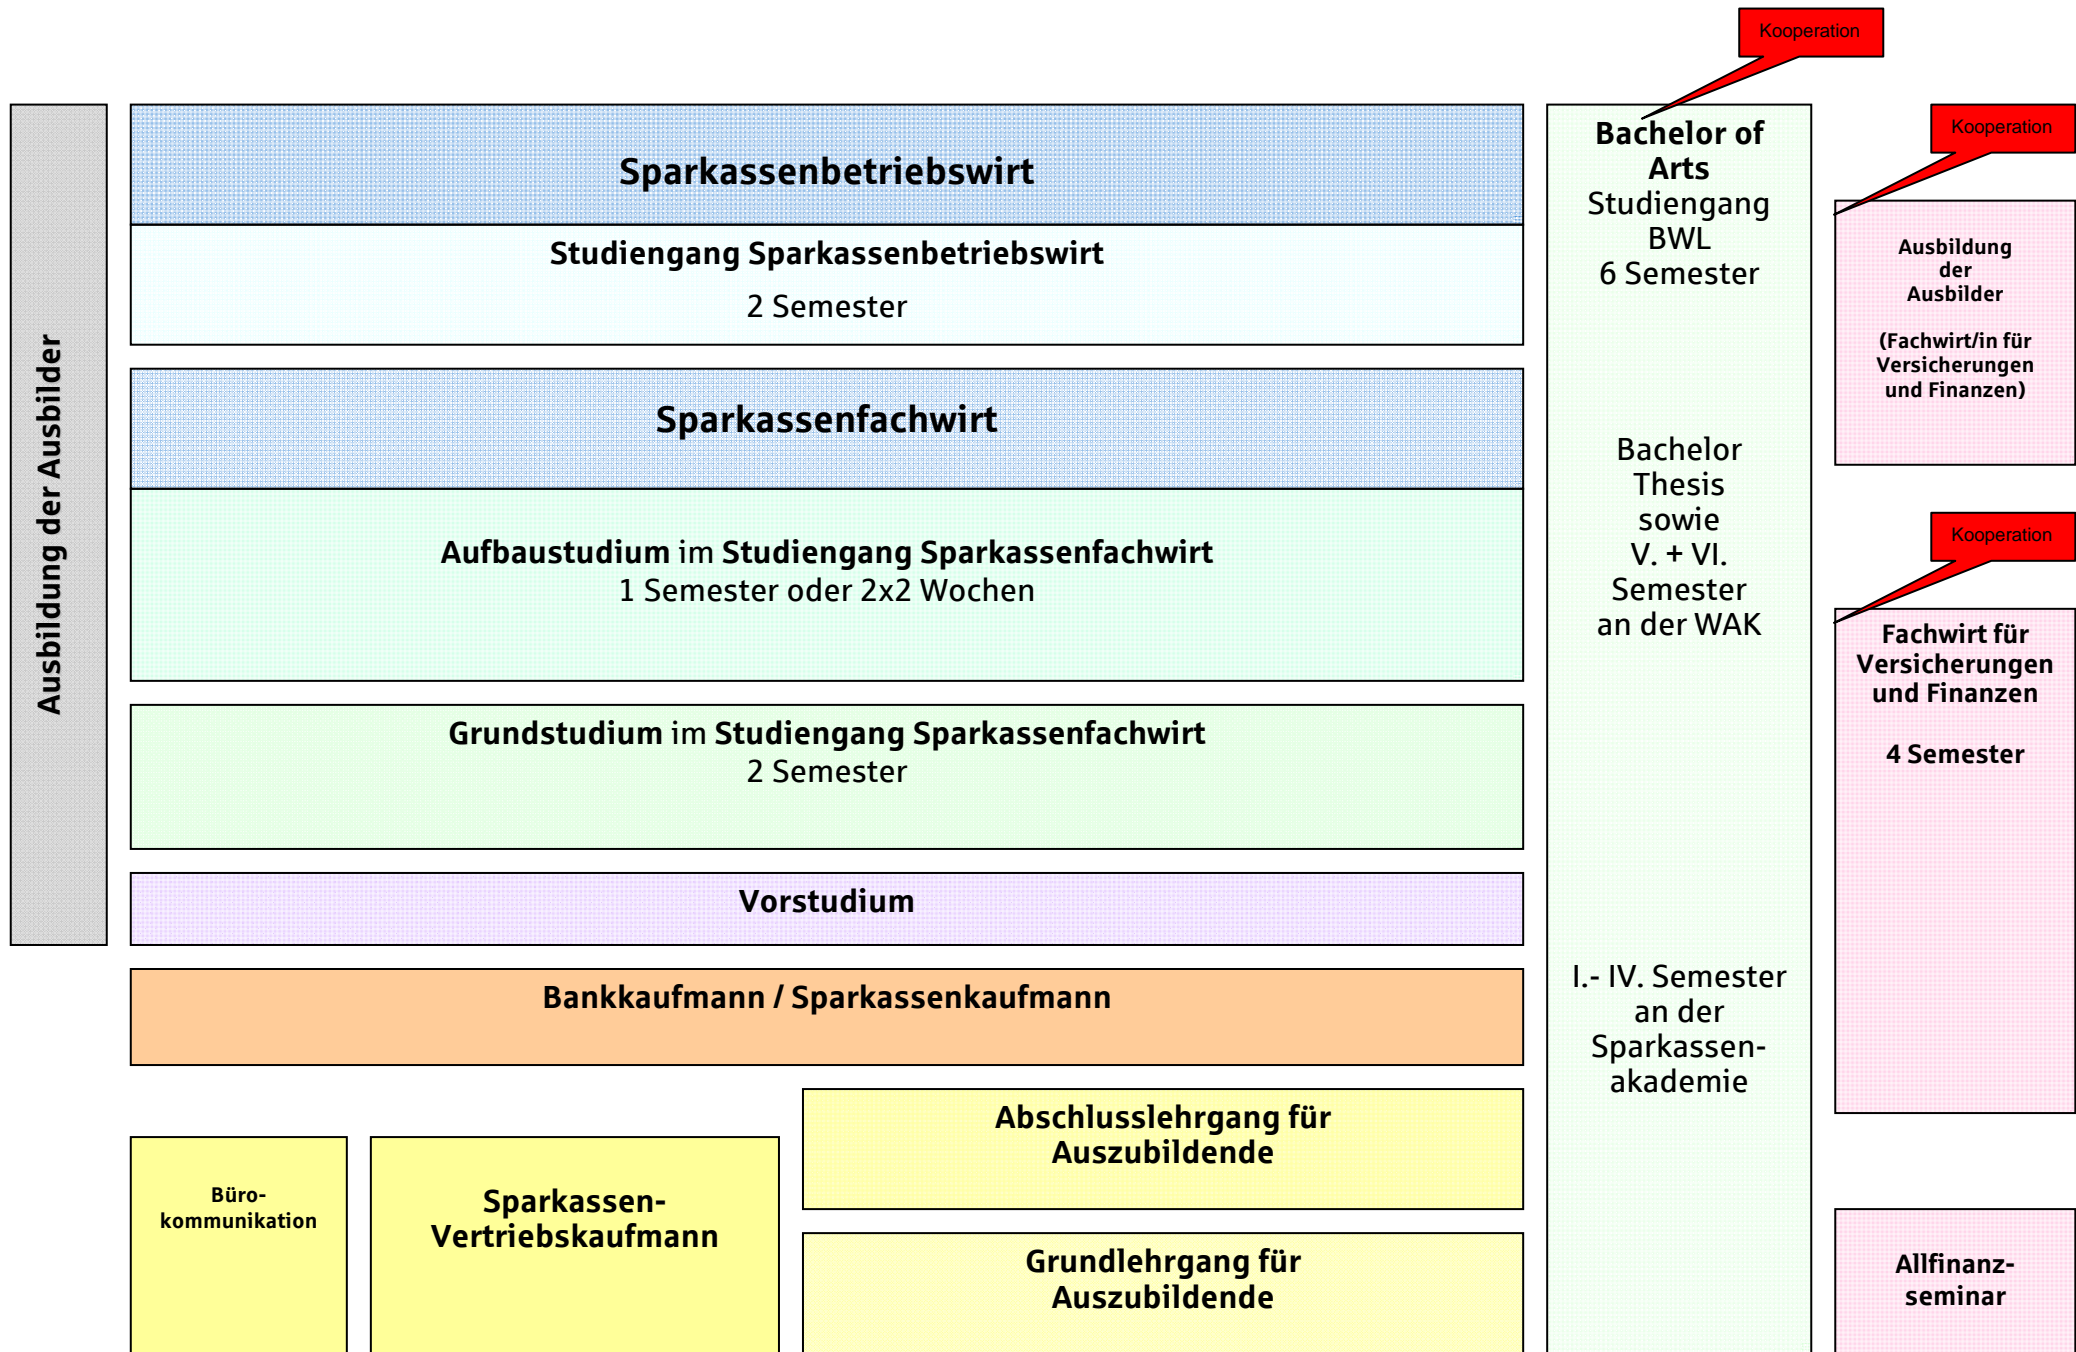 Kooperation
Kooperation
Ausbildung der Ausbilder
Sparkassenbetriebswirt
Studiengang Sparkassenbetriebswirt
2 Semester
Sparkassenfachwirt
Aufbaustudium im Studiengang Sparkassenfachwirt
1 Semester oder 2x2 Wochen
Grundstudium im Studiengang Sparkassenfachwirt
2 Semester
Vorstudium
Bankkaufmann / Sparkassenkaufmann
Büro-
kommunikation
Sparkassen-
Vertriebskaufmann
Abschlusslehrgang für
Auszubildende
Grundlehrgang für
Auszubildende
Bachelor of
Arts
Studiengang
BWL
6 Semester
Bachelor
Thesis
sowie
V. + VI.
Semester
an der WAK
I.- IV. Semester
an der
Sparkassen-
akademie
Ausbildung
der
Ausbilder
(Fachwirt/in für
Versicherungen
und Finanzen)
Kooperation
Fachwirt für
Versicherungen
und Finanzen
4 Semester
Allfinanz-
seminar